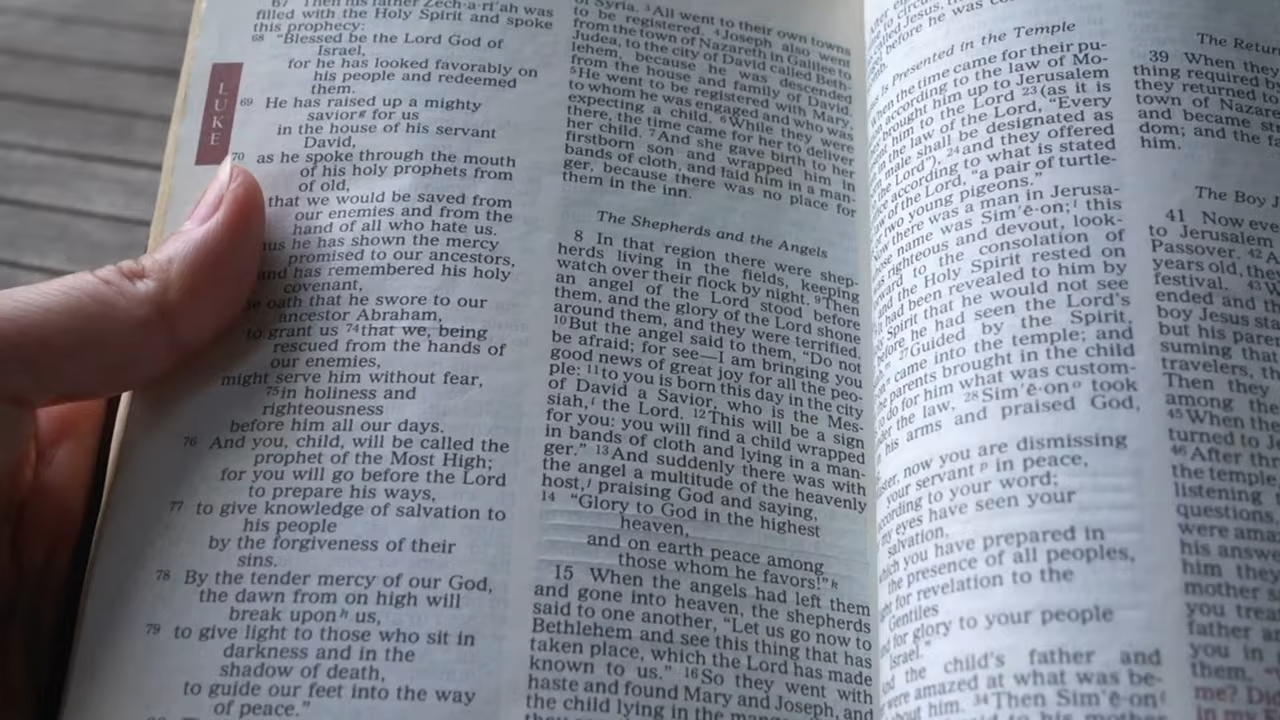 67 Then his father Zech·a·ri′ah was
filled with the Holy Spirit and spoke
this prophecy:
68 “Blessed be the Lord God of
Israel,
for he has looked favorably on
his people and redeemed
them.
69 He has raised up a mighty
savior g for us
in the house of his servant
David,
70 as he spoke through the mouth
of his holy prophets from
of old,
that we would be saved from
our enemies and from the
hand of all who hate us.
he has shown the mercy
promised to our ancestors,
and has remembered his holy
covenant,
oath that he swore to our
ancestor Abraham,
to grant us 74 that we, being
rescued from the hands of
our enemies,
might serve him without fear,
75 in holiness and
righteousness
before him all our days.
76 And you, child, will be called the
prophet of the Most High;
for you will go before the Lord
to prepare his ways,
77 to give knowledge of salvation to
his people
by the forgiveness of their
sins.
78 By the tender mercy of our God,
the dawn from on high will
break upon h us,
79 to give light to those who sit in
darkness and in the
shadow of death,
to guide our feet into the way
of peace.”
LUKE
of Syria. 3 All went to their own towns
to be registered. 4 Joseph also went
from the town of Nazareth in Galilee to
Judea, to the city of David called Beth-
lehem, because he was descended
from the house and family of David.
5 He went to be registered with Mary,
to whom he was engaged and who was
expecting a child. 6 While they were
there, the time came for her to deliver
her child. 7 And she gave birth to her
firstborn son and wrapped him in
bands of cloth, and laid him in a man-
ger, because there was no place for
them in the inn.
The Shepherds and the Angels
8 In that region there were shep-
herds living in the fields, keeping
watch over their flock by night. 9 Then
an angel of the Lord stood before
them, and the glory of the Lord shone
around them, and they were terrified.
10 But the angel said to them, “Do not
be afraid; for see—I am bringing you
good news of great joy for all the peo-
ple: 11 to you is born this day in the city
of David a Savior, who is the Mes-
siah, i the Lord. 12 This will be a sign
for you: you will find a child wrapped
in bands of cloth and lying in a man-
ger.” 13 And suddenly there was with
the angel a multitude of the heavenly
host, j praising God and saying,
14 “Glory to God in the highest
heaven,
and on earth peace among
those whom he favors!” k
15 When the angels had left them
and gone into heaven, the shepherds
said to one another, “Let us go now to
Bethlehem and see this thing that has
taken place, which the Lord has made
known to us.” 16 So they went with
haste and found Mary and Joseph, and
the child lying in the manger.
called Jesus, the
before he was
Presented in the Temple
when the time came for their pu-
according to the law of Mo-
brought him up to Jerusalem
him to the Lord 23 (as it is
in the law of the Lord, “Every
male shall be designated as
the Lord”), 24 and they offered
according to what is stated
of the Lord, “a pair of turtle-
or two young pigeons.”
there was a man in Jerusa-
whose name was Sim′e·on; l this
righteous and devout, look-
to the consolation of
and the Holy Spirit rested on
had been revealed to him by
Spirit that he would not see
before he had seen the Lord’s
27 Guided by the Spirit,
came into the temple; and
the parents brought in the child
to do for him what was custom-
the law, 28 Sim′e·on o took
his arms and praised God,
now you are dismissing
your servant p in peace,
according to your word;
my eyes have seen your
salvation,
which you have prepared in
the presence of all peoples,
for revelation to the
Gentiles
and for glory to your people
Israel.”
the child’s father and
were amazed at what was be-
him. 34 Then Sim′e·on
The
39 When they
thing required by
they returned to
town of Nazare
and became
dom; and the
him.
The Boy
41 Now
to Jerusalem
Passover. 42
years old, they
festival. 43
ended and
boy Jesus
but his
suming that
travelers,
Then they
among the
45 When
turned to
46 After
the temple
listening
questions.
were
his
him they
mother
you
father
you in
them.
me?
in my